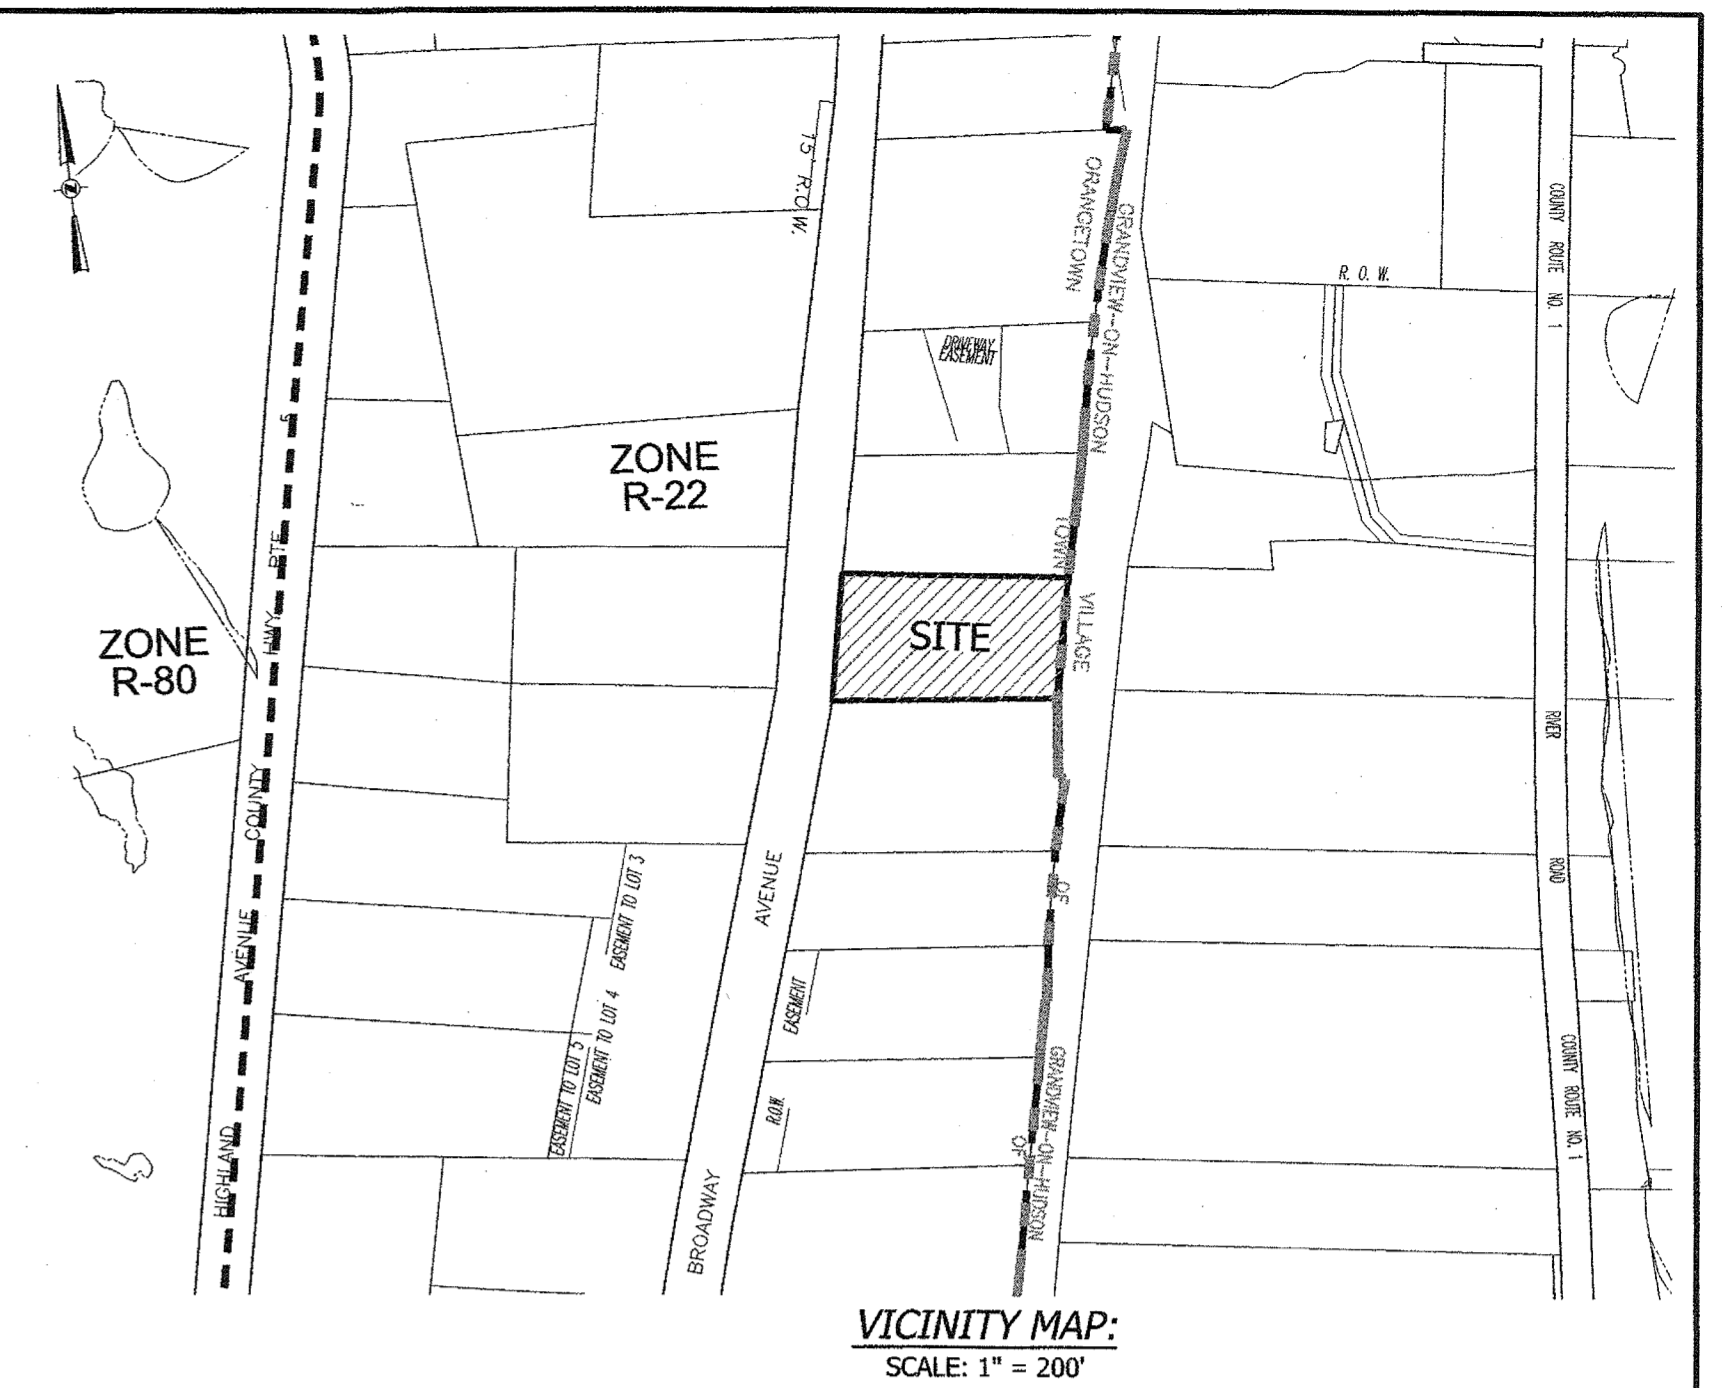 15' R.O.W.
ORANGETOWN
GRANDVIEW-ON-HUDSON
COUNTY ROUTE NO. 1
R. O. W.
DRIVEWAY
EASEMENT
ZONE
R-22
TOWN
VILLAGE
SITE
ZONE
R-80
HIGHLAND AVENUE COUNTY HWY RTE 5
RIVER ROAD
BROADWAY AVENUE
EASEMENT TO LOT 3
EASEMENT TO LOT 4
EASEMENT TO LOT 5
EASEMENT
R.O.W.
OF
OF
GRANDVIEW-ON-HUDSON
COUNTY ROUTE NO. 1
N
VICINITY MAP:
SCALE: 1" = 200'